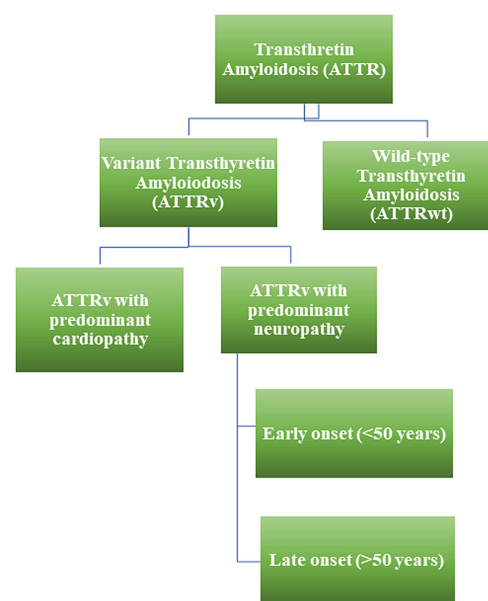 Transthretin
Amyloidosis (ATTR)
Variant Transthyretin
Amyloiodosis
(ATTRv)
Wild-type
Transthyretin
Amyloidosis
(ATTRwt)
ATTRv with
predominant
cardiopathy
ATTRv with
predominant
neuropathy
Early onset (<50 years)
Late onset (>50 years)